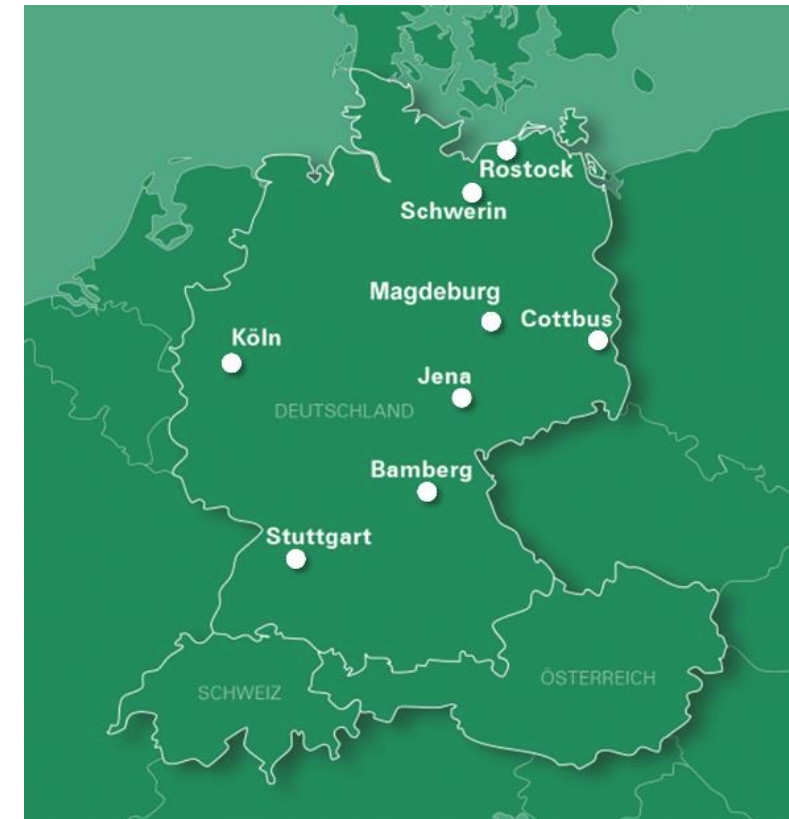 Rostock
Schwerin
Magdeburg
Cottbus
Köln
Jena
DEUTSCHLAND
Bamberg
Stuttgart
ÖSTERREICH
SCHWEIZ